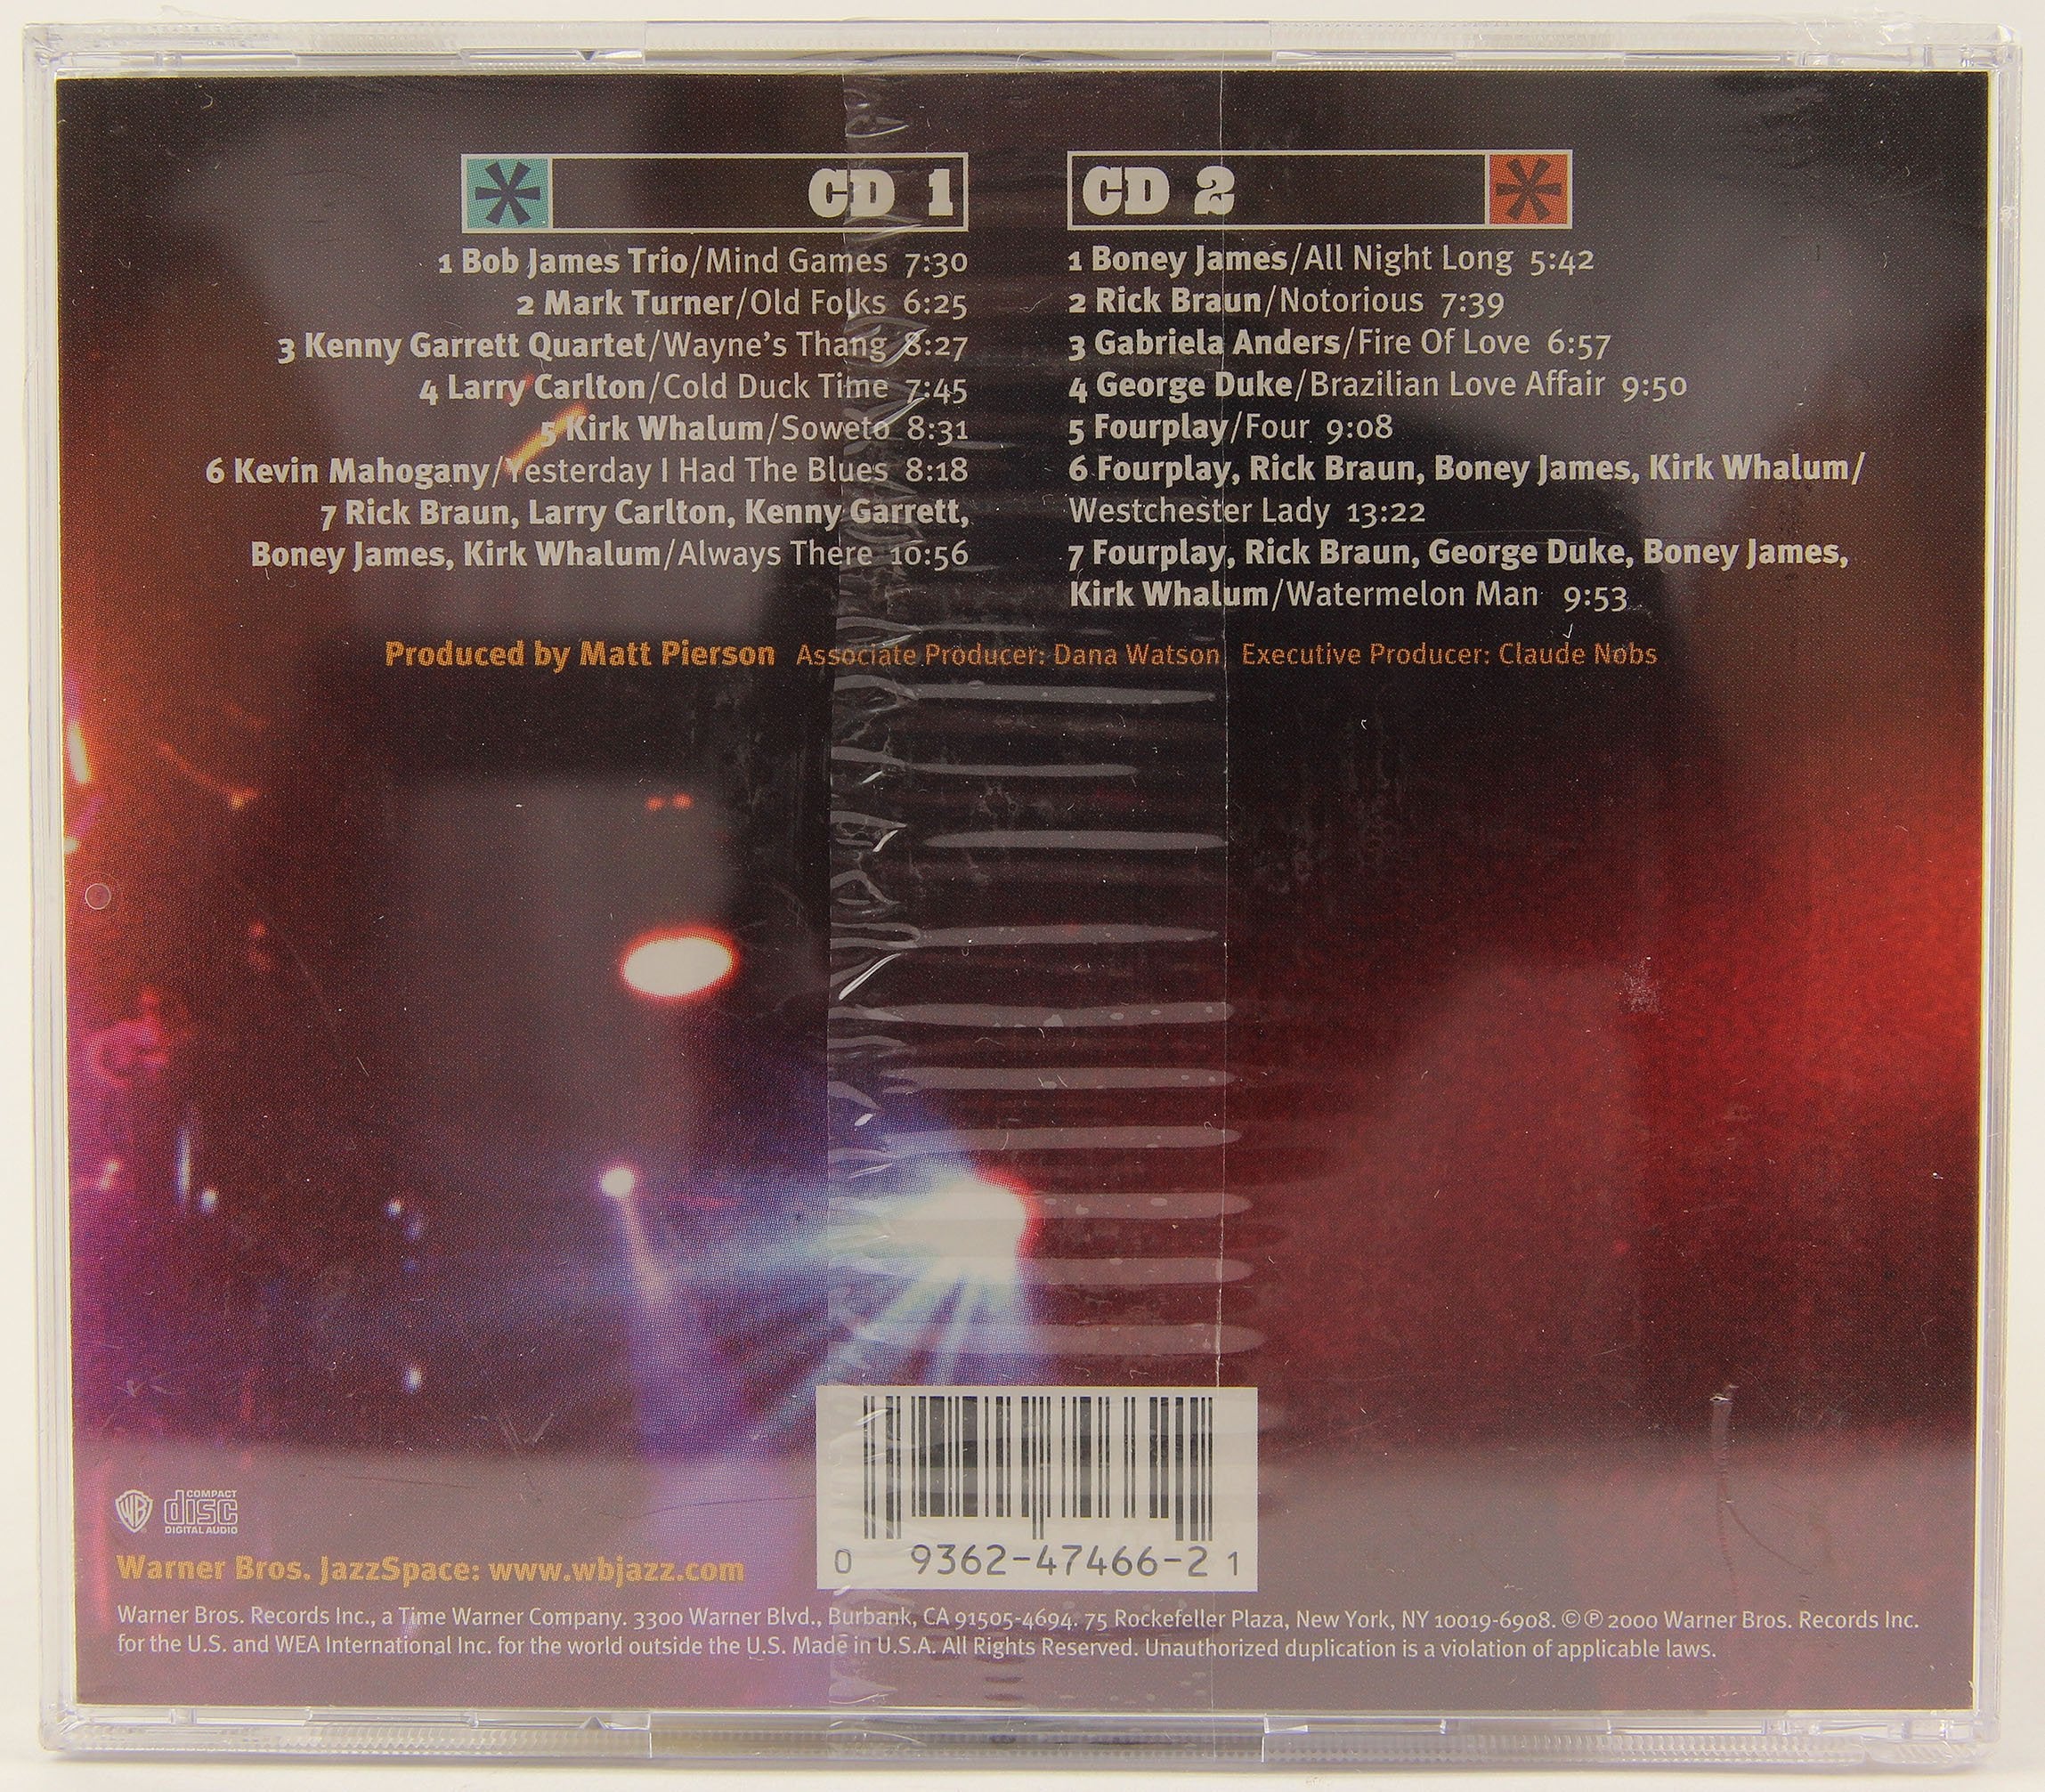 CD 1
1 Bob James Trio/Mind Games 7:30
2 Mark Turner/Old Folks 6:25
3 Kenny Garrett Quartet/Wayne's Thang 8:27
4 Larry Carlton/Cold Duck Time 7:45
5 Kirk Whalum/Soweto 8:31
6 Kevin Mahogany/Yesterday I Had The Blues 8:18
7 Rick Braun, Larry Carlton, Kenny Garrett,
Boney James, Kirk Whalum/Always There 10:56
CD 2
1 Boney James/All Night Long 5:42
2 Rick Braun/Notorious 7:39
3 Gabriela Anders/Fire Of Love 6:57
4 George Duke/Brazilian Love Affair 9:50
5 Fourplay/Four 9:08
6 Fourplay, Rick Braun, Boney James, Kirk Whalum/
Westchester Lady 13:22
7 Fourplay, Rick Braun, George Duke, Boney James,
Kirk Whalum/Watermelon Man 9:53
Produced by Matt Pierson Associate Producer: Dana Watson Executive Producer: Claude Nobs
WB
COMPACT
disc
DIGITAL AUDIO
0 9362-47466-2 1
Warner Bros. JazzSpace: www.wbjazz.com
Warner Bros. Records Inc., a Time Warner Company. 3300 Warner Blvd., Burbank, CA 91505-4694. 75 Rockefeller Plaza, New York, NY 10019-6908. ©℗ 2000 Warner Bros. Records Inc.
for the U.S. and WEA International Inc. for the world outside the U.S. Made in U.S.A. All Rights Reserved. Unauthorized duplication is a violation of applicable laws.